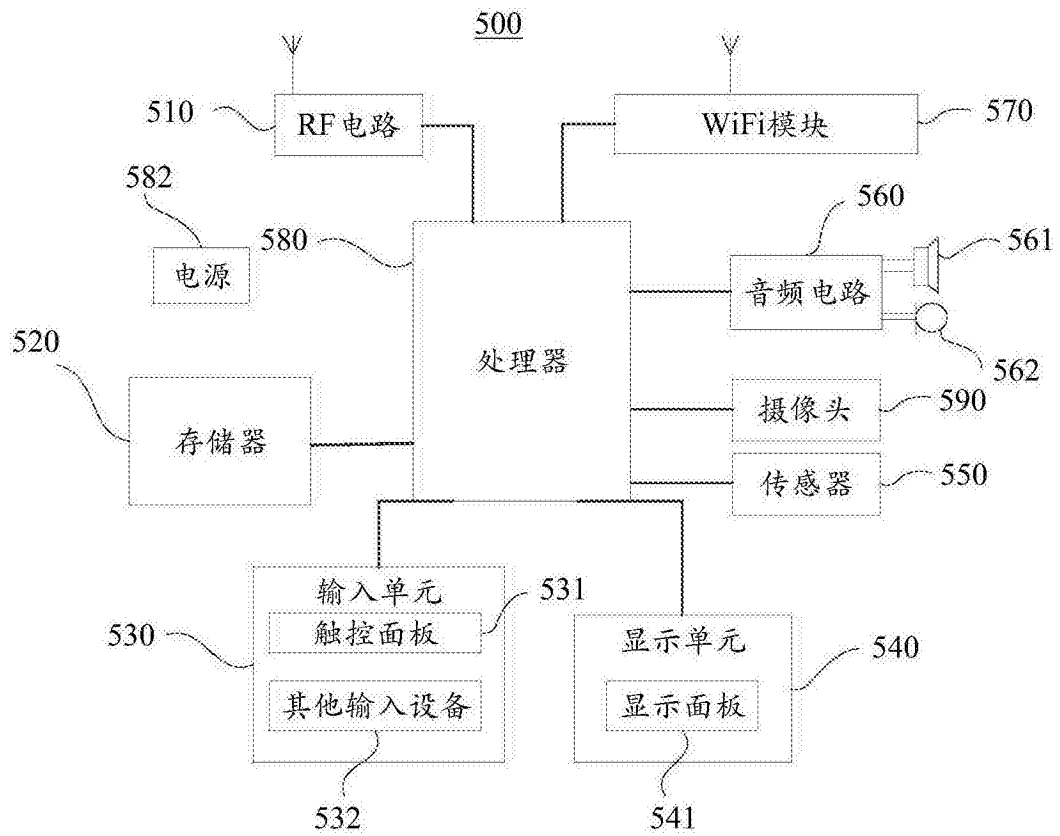 500
510
RF电路
WiFi模块
570
582
电源
580
560
561
音频电路
562
520
存储器
处理器
摄像头
590
传感器
550
输入单元
531
530
触控面板
其他输入设备
532
显示单元
540
显示面板
541